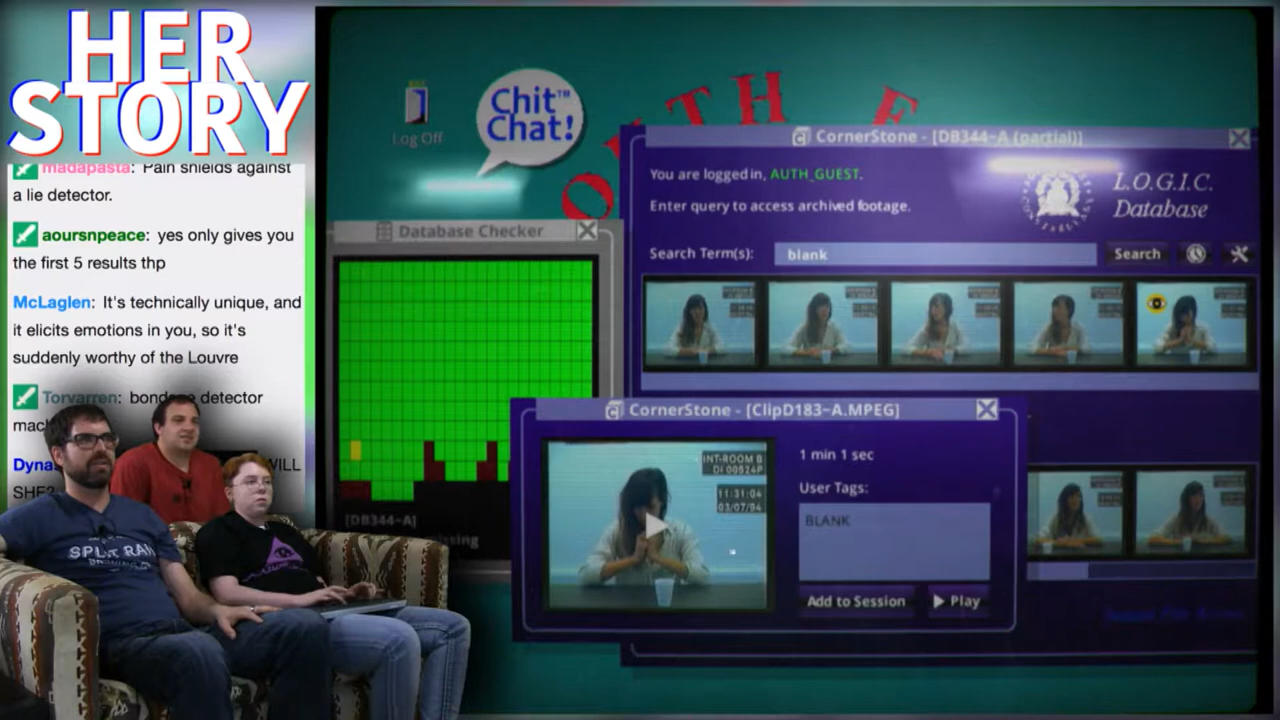 HER
STORY
madapasta: Pain shields against
a lie detector.
aoursnpeace: yes only gives you
the first 5 results thp
McLaglen: It's technically unique, and
it elicits emotions in you, so it's
suddenly worthy of the Louvre
Torvarren: bondage detector
SPLIT RAIL
Log Off
Chit™
Chat!
O TH E
Database Checker
[DB344-A]
CornerStone - [DB344-A (partial)]
You are logged in, AUTH_GUEST.
Enter query to access archived footage.
L.O.G.I.C.
Database
Search Term(s): blank Search
CornerStone - [ClipD183-A.MPEG]
INT-ROOM B
11:31:04
03/07/94
1 min 1 sec
User Tags:
BLANK
Add to Session Play